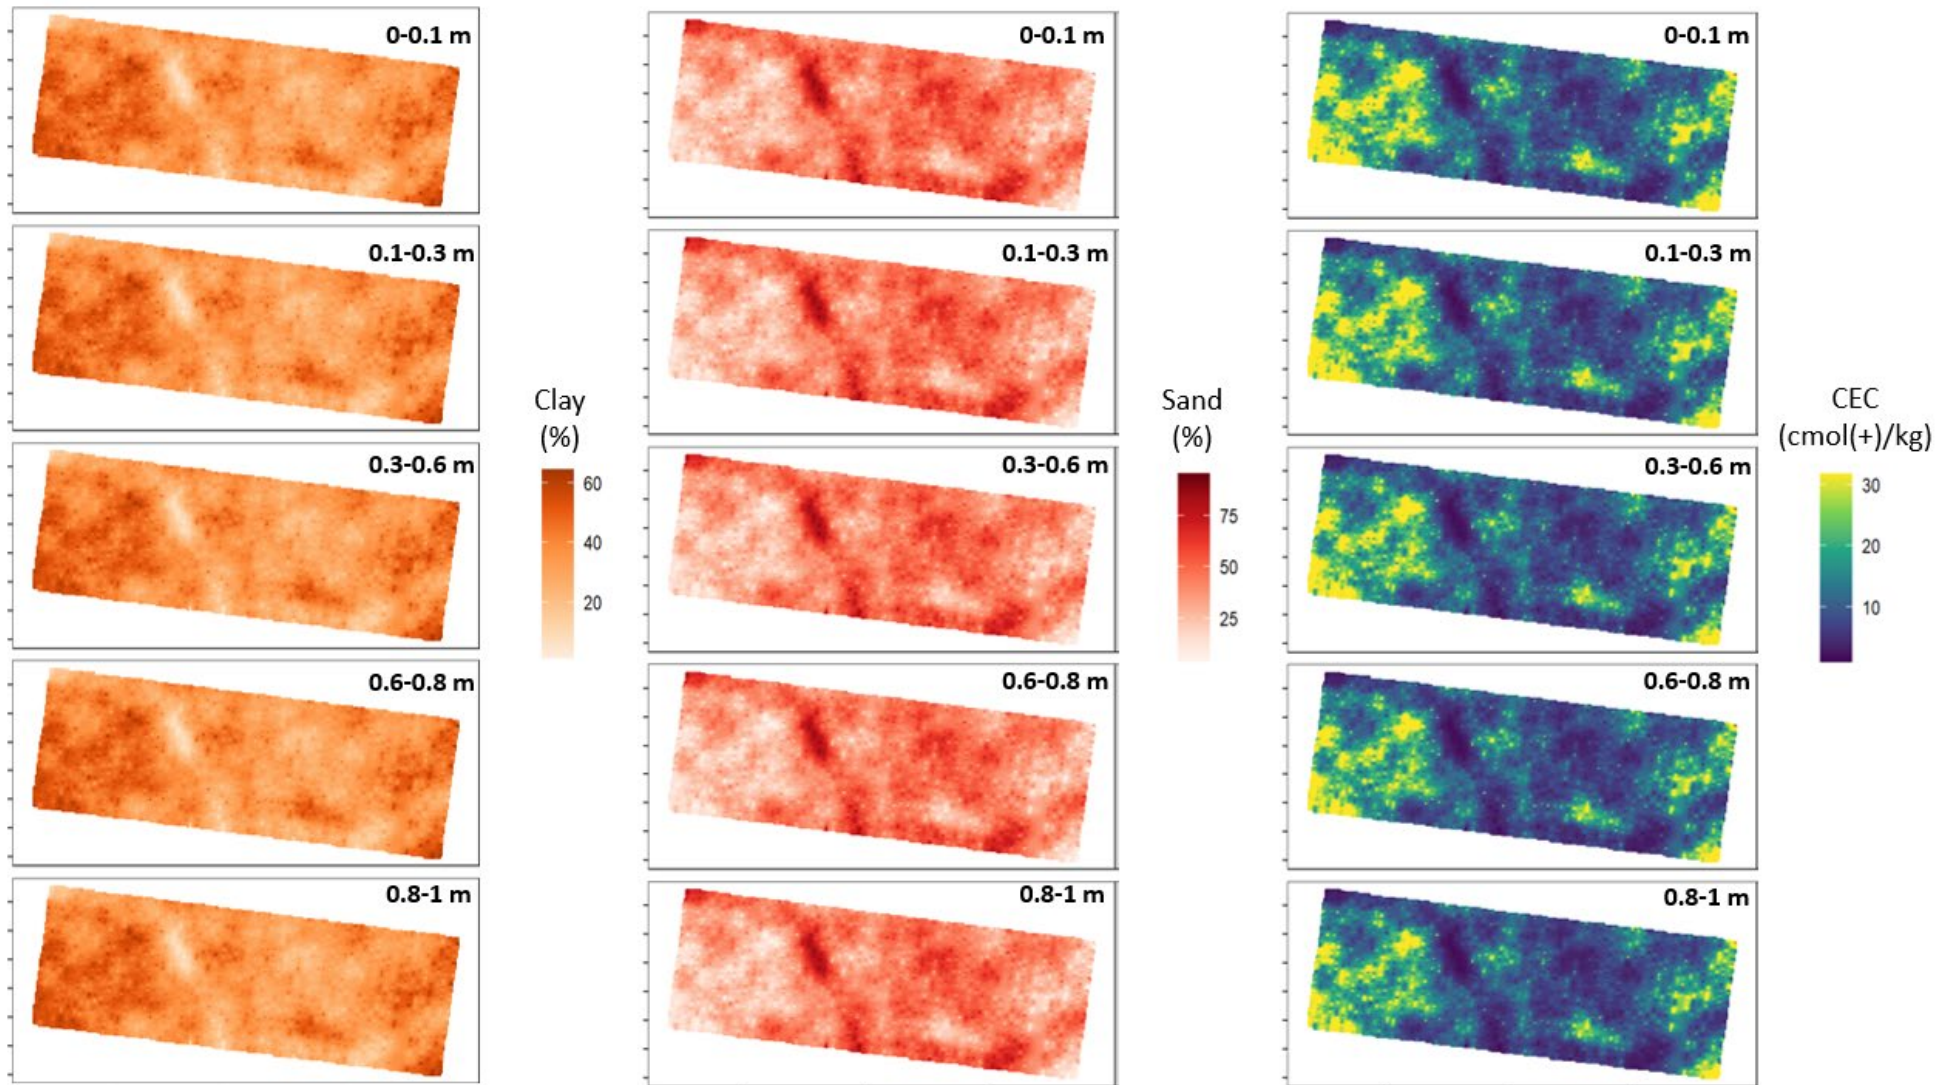 0-0.1 m
0-0.1 m
0-0.1 m
0.1-0.3 m
0.1-0.3 m
0.1-0.3 m
0.3-0.6 m
0.3-0.6 m
0.3-0.6 m
0.6-0.8 m
0.6-0.8 m
0.6-0.8 m
0.8-1 m
0.8-1 m
0.8-1 m
Clay
(%)
60
40
20
Sand
(%)
75
50
25
CEC
(cmol(+)/kg)
30
20
10